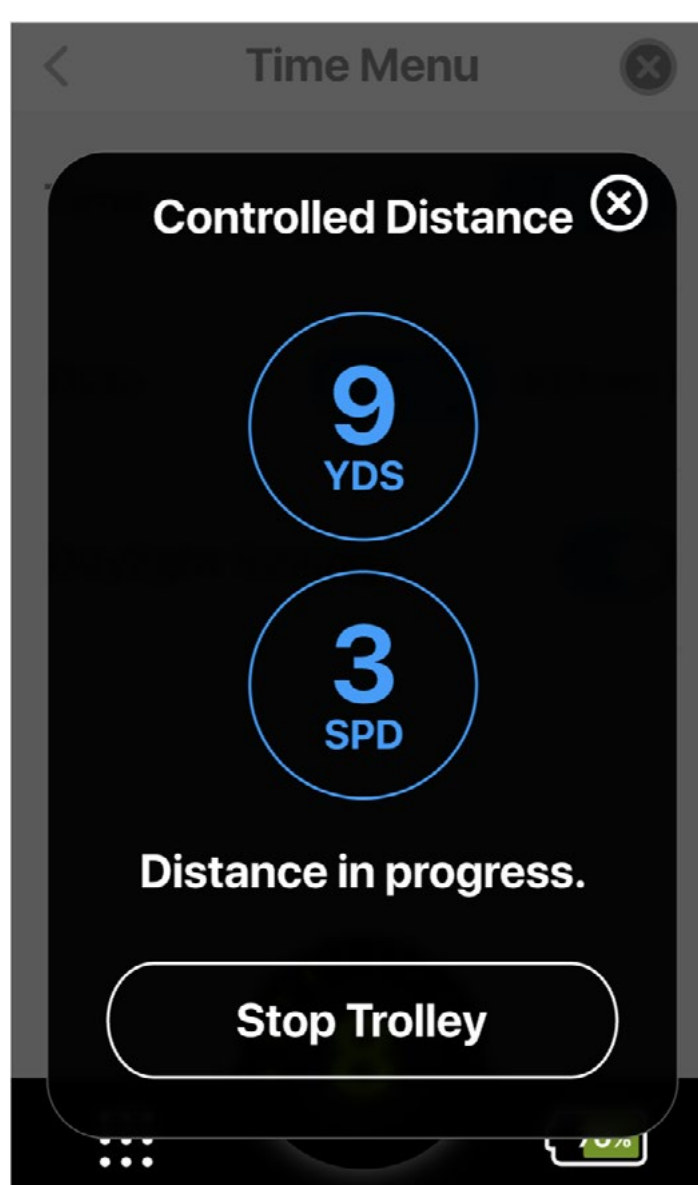 Time Menu
Controlled Distance
9
YDS
3
SPD
Distance in progress.
Stop Trolley